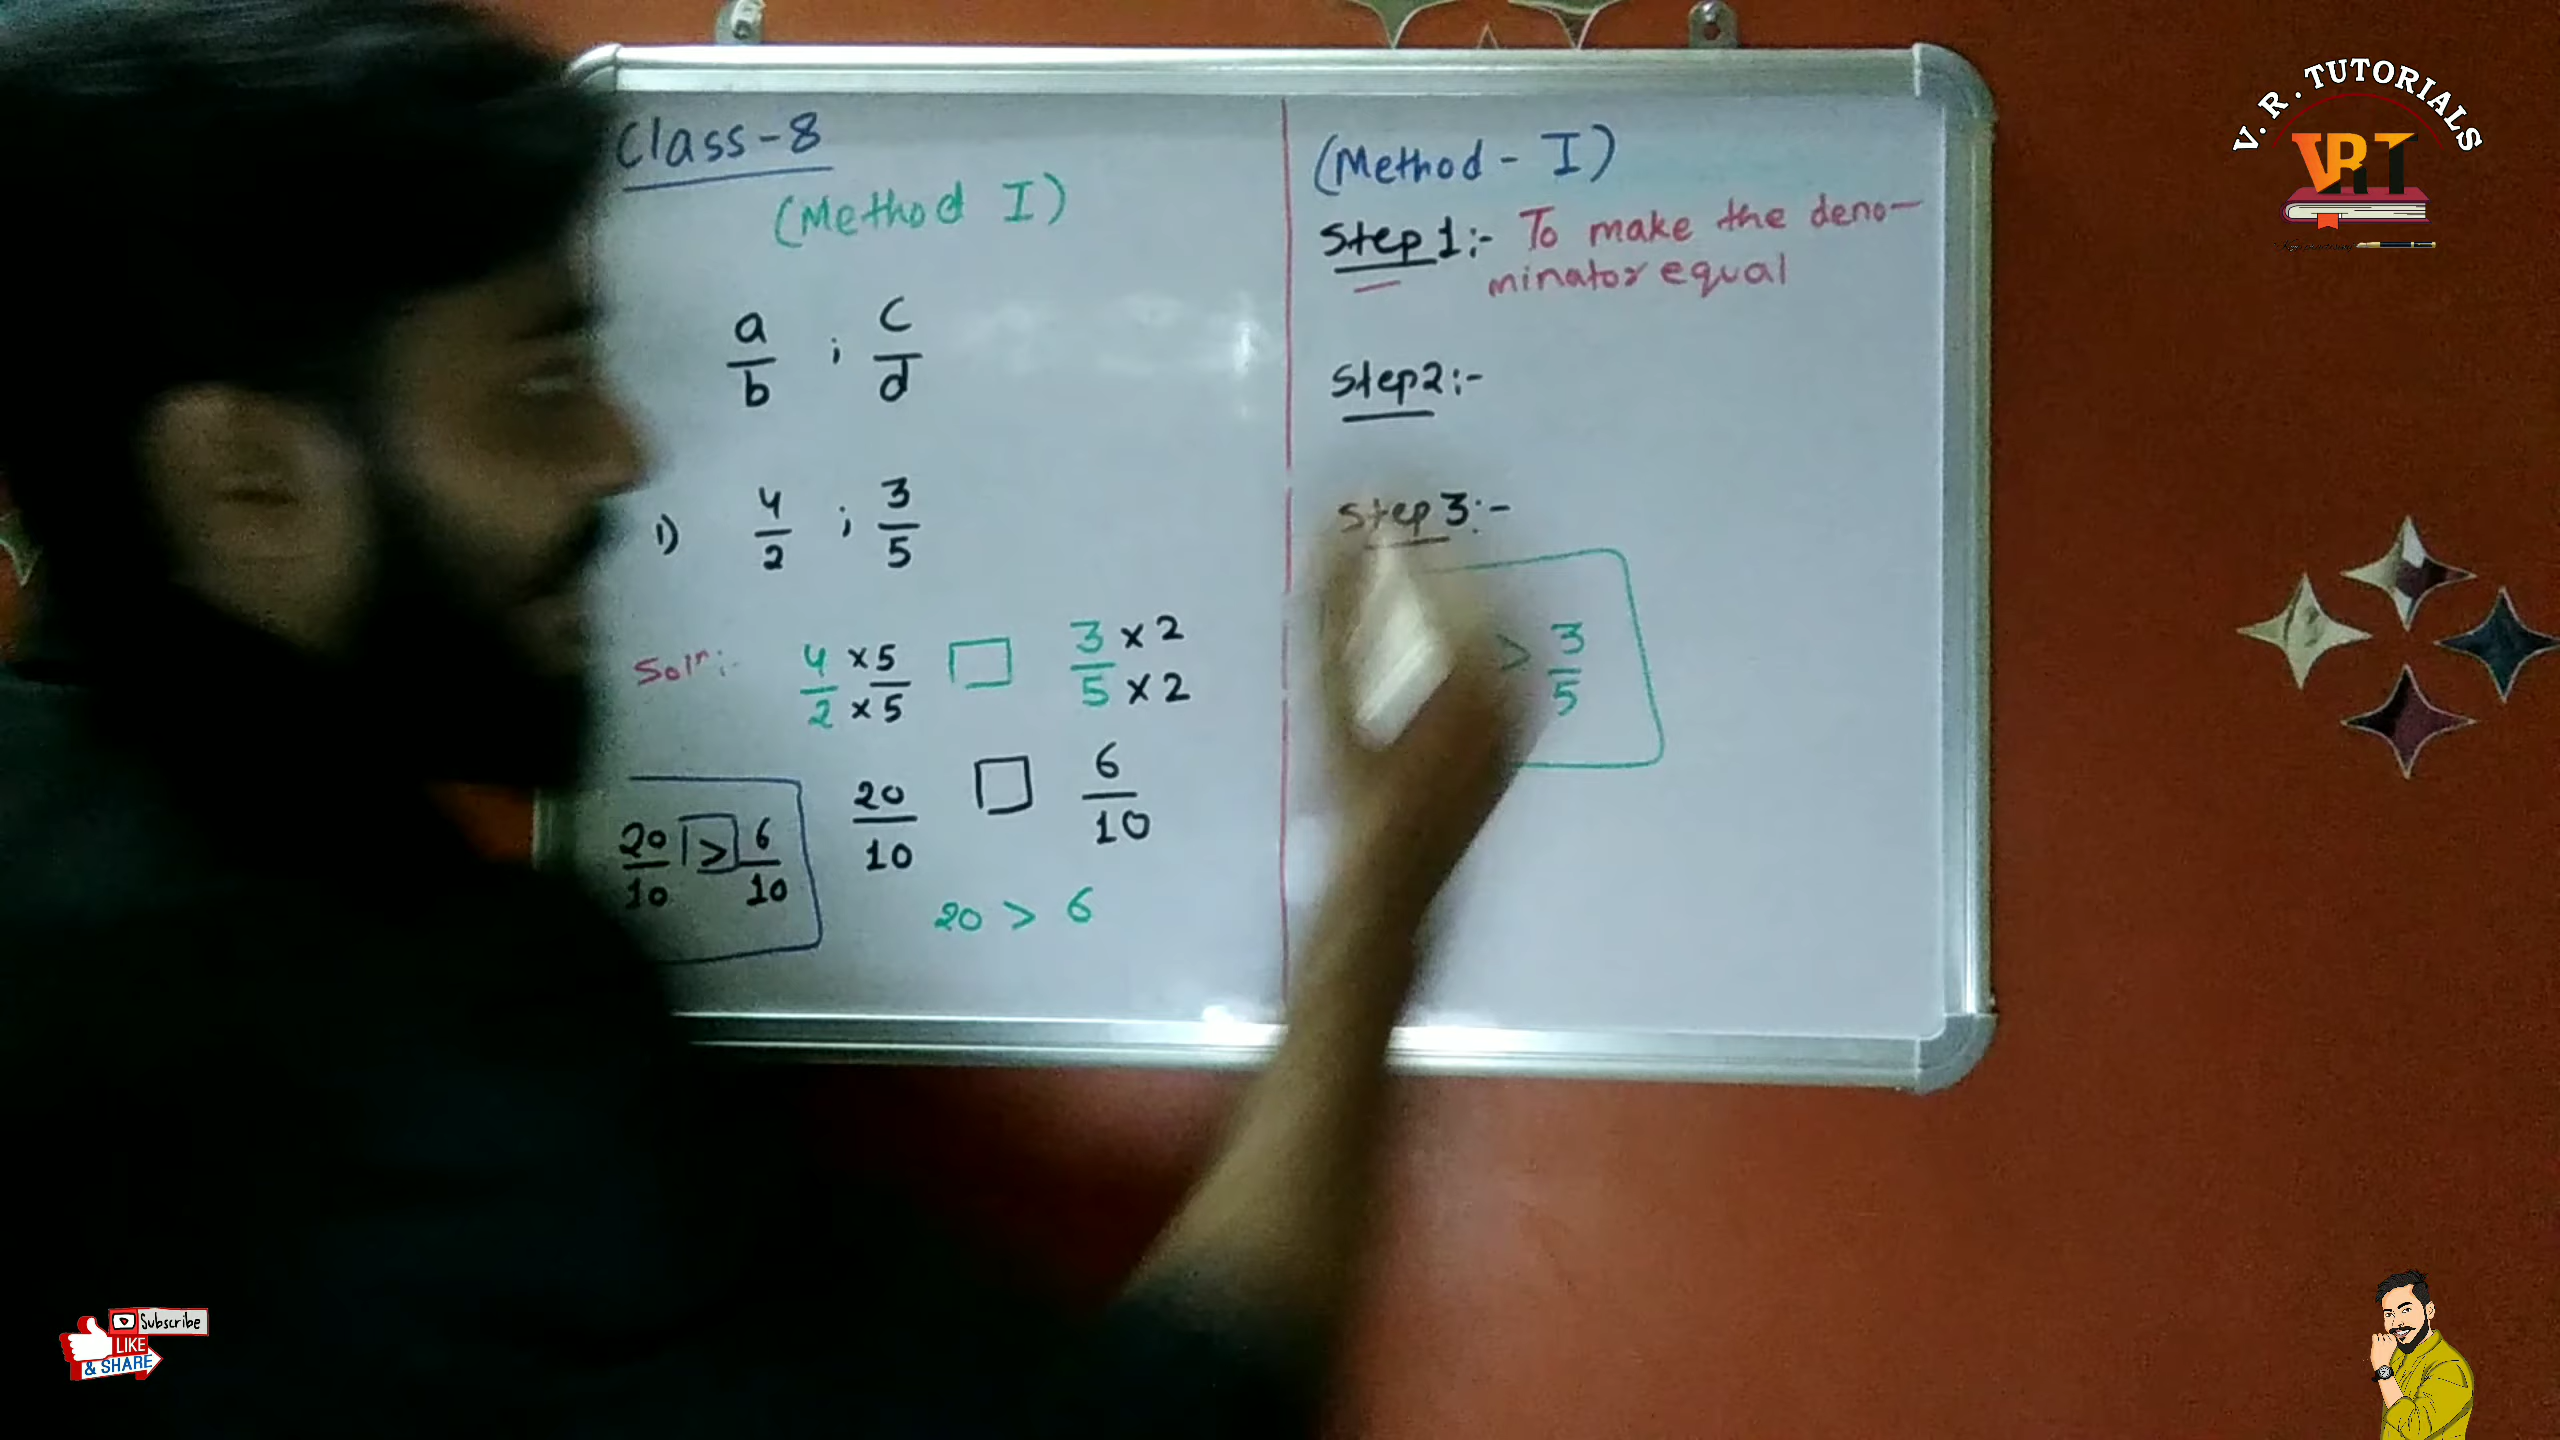 Class-8
(Method I)
a/b ; c/d
1) 4/2 ; 3/5
Solⁿ:- 4/2 ×5/×5 □ 3/5 ×2/×2
20/10 □ 6/10
20/10 > 6/10
20 > 6
(Method - I)
Step 1:- To make the deno-
minator equal
Step 2:-
Step 3:-
> 3/5
V. R. TUTORIALS
VRT
Subscribe
LIKE
& SHARE